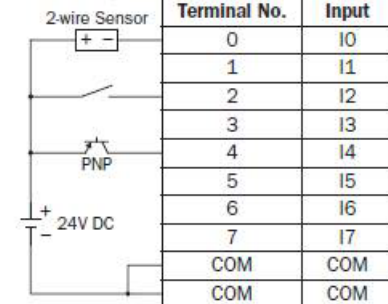 2-wire Sensor
+ −
PNP
+
24V DC
−
Terminal No. Input
0 I0
1 I1
2 I2
3 I3
4 I4
5 I5
6 I6
7 I7
COM COM
COM COM